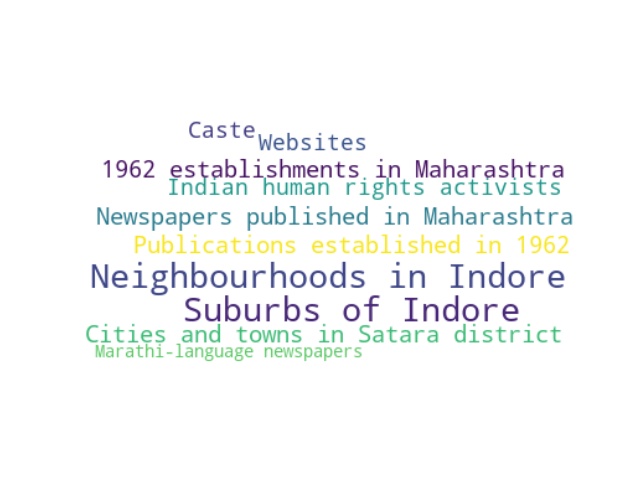 Caste
Websites
1962 establishments in Maharashtra
Indian human rights activists
Newspapers published in Maharashtra
Publications established in 1962
Neighbourhoods in Indore
Suburbs of Indore
Cities and towns in Satara district
Marathi-language newspapers